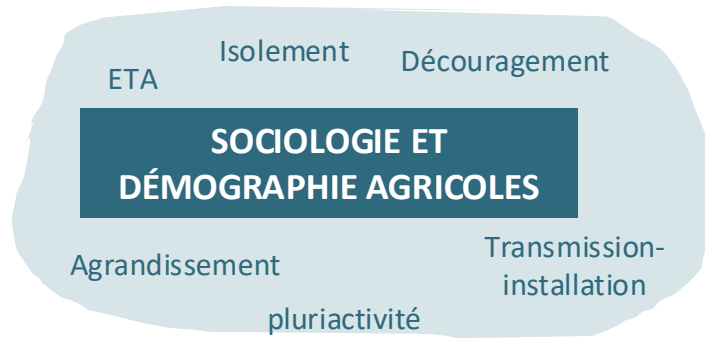 Isolement
Découragement
ETA
SOCIOLOGIE ET
DÉMOGRAPHIE AGRICOLES
Agrandissement
Transmission-
installation
pluriactivité